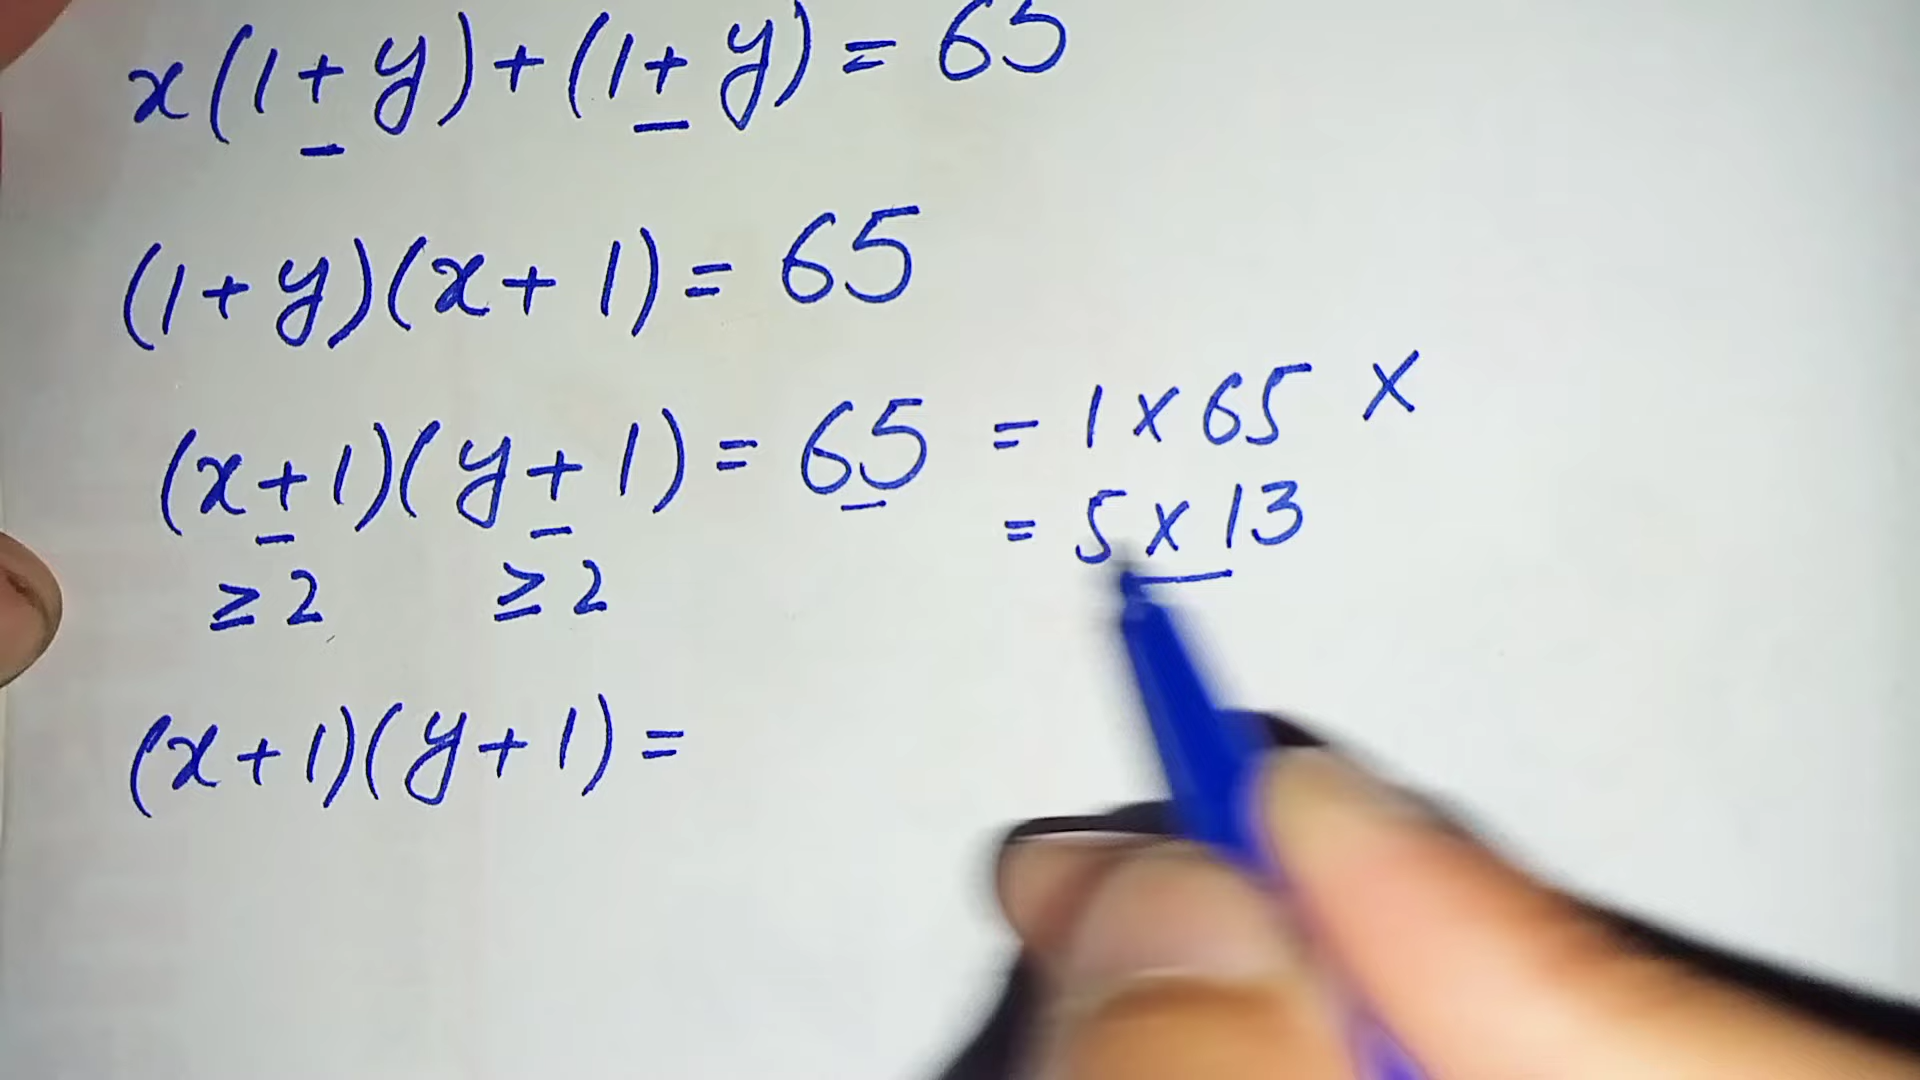 x(1+y)+(1+y)=65
(1+y)(x+1)=65
(x+1)(y+1)=65 =1×65 ×
=5×13
≥2 ≥2
(x+1)(y+1)=